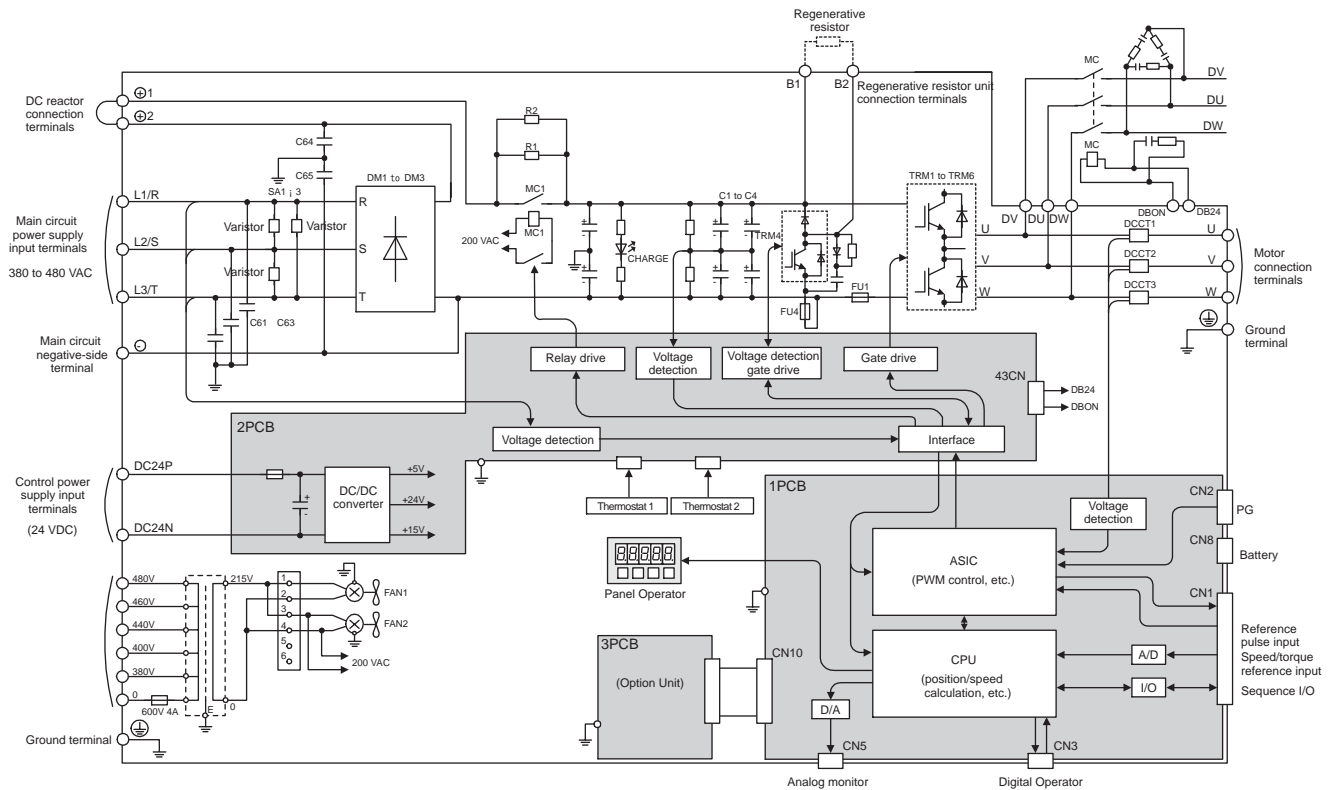 Regenerative
resistor
B1
B2
Regenerative resistor unit
connection terminals
MC
DV
DU
DW
MC
DBON
DB24
DV
DU
DW
DC reactor
connection
terminals
⊕1
⊕2
C64
C65
SA1 ¡ 3
DM1 to DM3
R2
R1
MC1
MC1
200 VAC
C1 to C4
CHARGE
TRM4
TRM1 to TRM6
FU1
FU4
Main circuit
power supply
input terminals
380 to 480 VAC
L1/R
L2/S
L3/T
Varistor
Varistor
Varistor
R
S
T
C61
C63
+
-
+
-
+
-
+
-
+
-
+
-
U
V
W
DCCT1
DCCT2
DCCT3
U
V
W
Motor
connection
terminals
Ground
terminal
Main circuit
negative-side
terminal
-
2PCB
Relay drive
Voltage
detection
Voltage detection
gate drive
Gate drive
43CN
DB24
DBON
Voltage detection
Interface
Control power
supply input
terminals
(24 VDC)
DC24P
DC24N
+
-
DC/DC
converter
+5V
+24V
+15V
Thermostat 1
Thermostat 2
8.8.8.8.8.
Panel Operator
1PCB
Voltage
detection
ASIC
(PWM control, etc.)
CPU
(position/speed
calculation, etc.)
A/D
I/O
D/A
CN2
PG
CN8
Battery
CN1
Reference
pulse input
Speed/torque
reference input
Sequence I/O
CN10
3PCB
(Option Unit)
CN5
CN3
Analog monitor
Digital Operator
480V
460V
440V
400V
380V
0
600V 4A
E
215V
0
1
2
3
4
5
6
FAN1
FAN2
200 VAC
Ground terminal